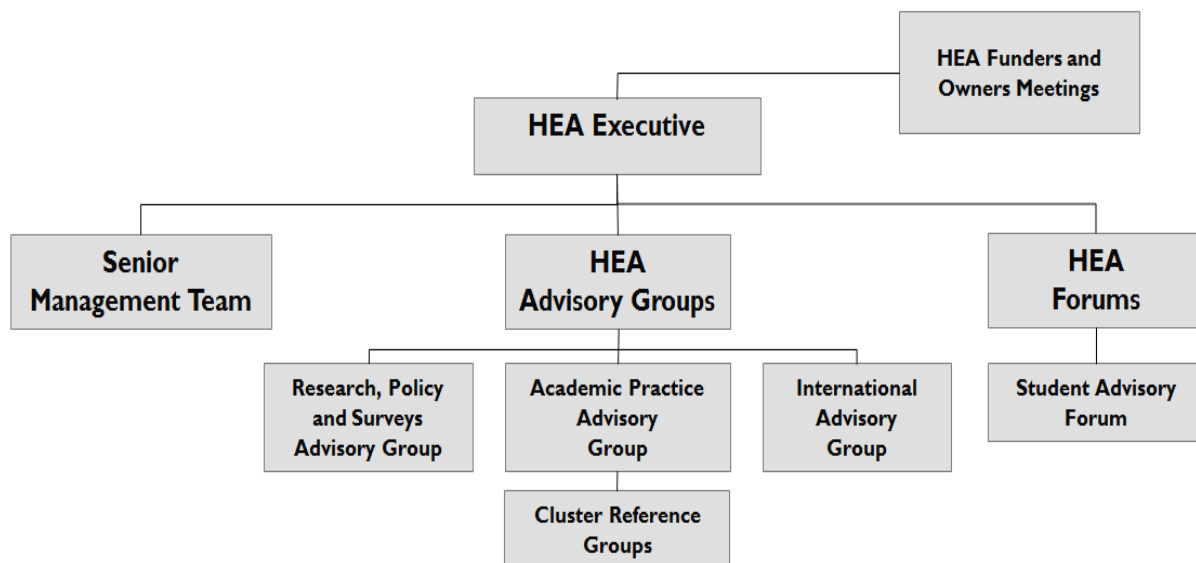 HEA Funders and
Owners Meetings
HEA Executive
Senior
Management Team
HEA
Advisory Groups
HEA
Forums
Research, Policy
and Surveys
Advisory Group
Academic Practice
Advisory
Group
International
Advisory
Group
Student Advisory
Forum
Cluster Reference
Groups